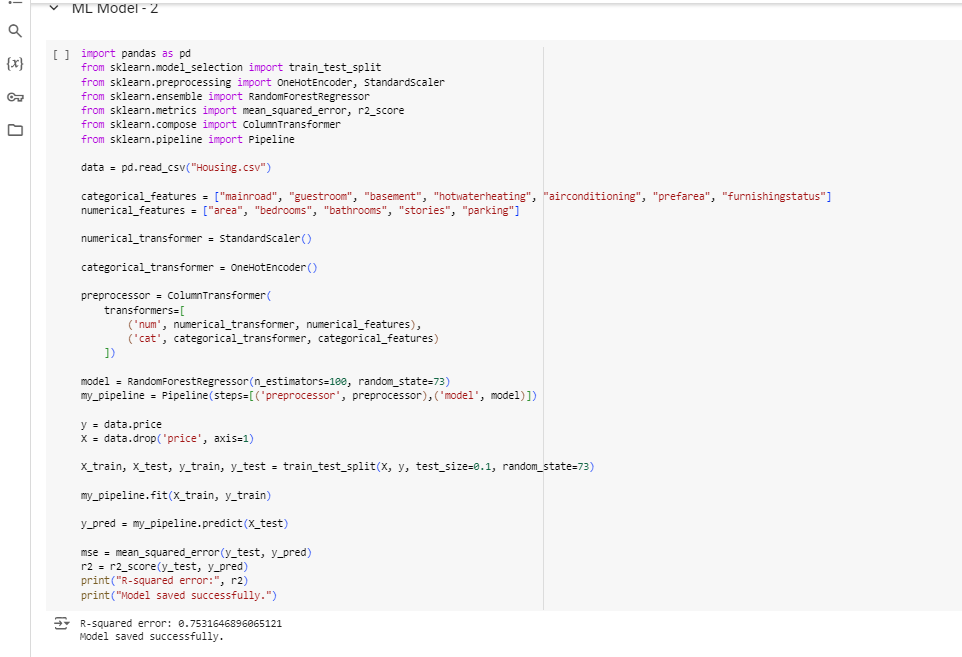 ML Model - 2
{x}
[ ]
import pandas as pd
from sklearn.model_selection import train_test_split
from sklearn.preprocessing import OneHotEncoder, StandardScaler
from sklearn.ensemble import RandomForestRegressor
from sklearn.metrics import mean_squared_error, r2_score
from sklearn.compose import ColumnTransformer
from sklearn.pipeline import Pipeline
data = pd.read_csv("Housing.csv")
categorical_features = ["mainroad", "guestroom", "basement", "hotwaterheating", "airconditioning", "prefarea", "furnishingstatus"]
numerical_features = ["area", "bedrooms", "bathrooms", "stories", "parking"]
numerical_transformer = StandardScaler()
categorical_transformer = OneHotEncoder()
preprocessor = ColumnTransformer(
    transformers=[
        ('num', numerical_transformer, numerical_features),
        ('cat', categorical_transformer, categorical_features)
    ])
model = RandomForestRegressor(n_estimators=100, random_state=73)
my_pipeline = Pipeline(steps=[('preprocessor', preprocessor),('model', model)])
y = data.price
X = data.drop('price', axis=1)
X_train, X_test, y_train, y_test = train_test_split(X, y, test_size=0.1, random_state=73)
my_pipeline.fit(X_train, y_train)
y_pred = my_pipeline.predict(X_test)
mse = mean_squared_error(y_test, y_pred)
r2 = r2_score(y_test, y_pred)
print("R-squared error:", r2)
print("Model saved successfully.")
R-squared error: 0.7531646896065121
Model saved successfully.